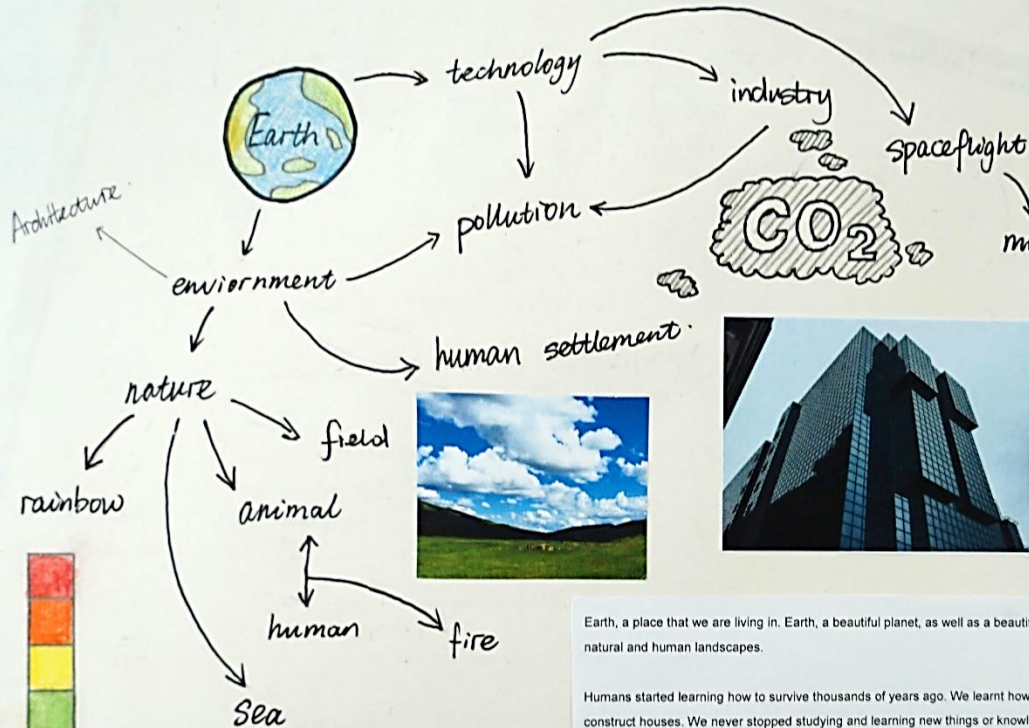 technology
industry
spaceflight
Earth
pollution
CO2
Architecture
enviornment
human settlement.
nature
field
rainbow
animal
human
fire
sea
Earth, a place that we are living in. Earth, a beautiful planet, as well as a
natural and human landscapes.
Humans started learning how to survive thousands of years ago. We learnt how
construct houses. We never stopped studying and learning new things or